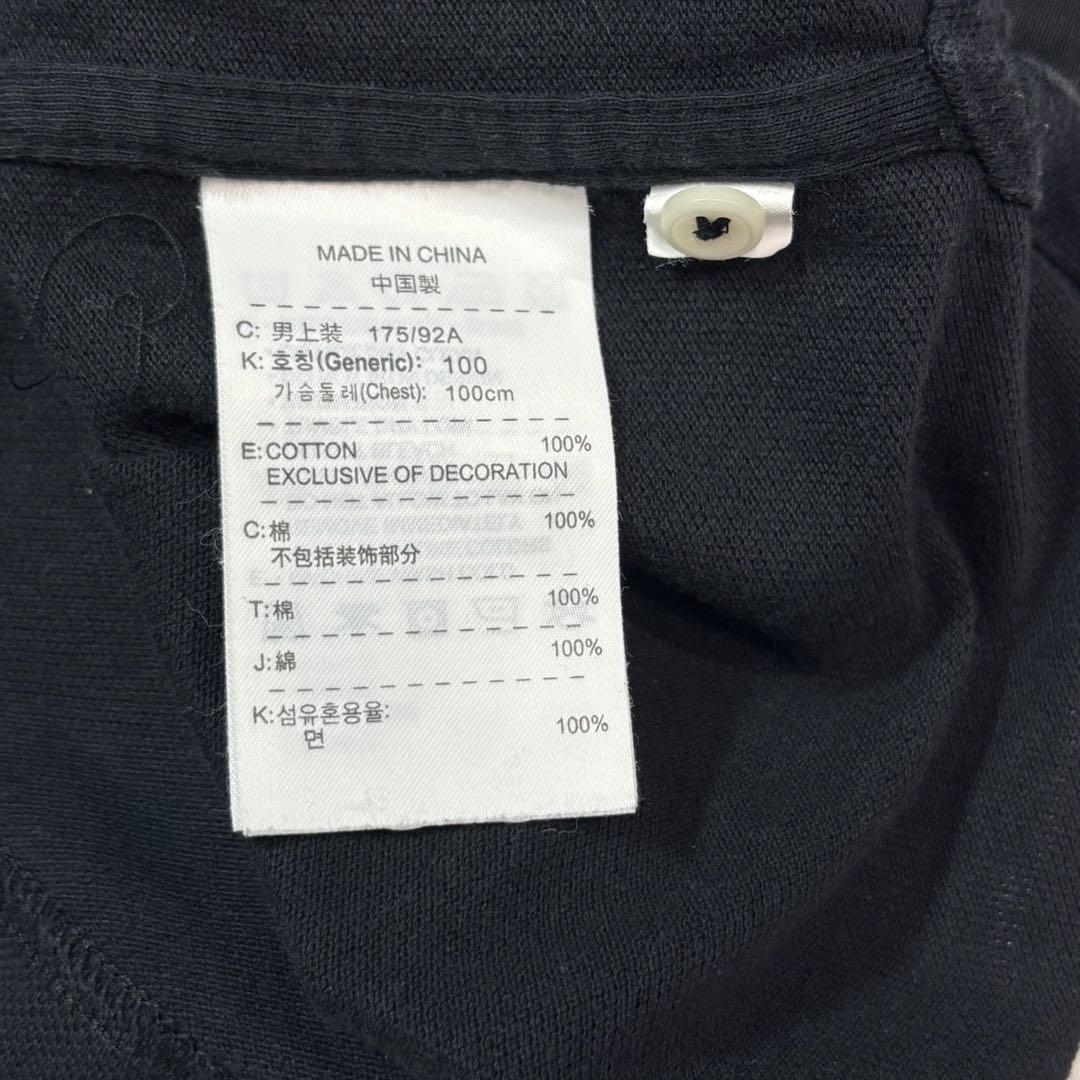 MADE IN CHINA
中国製
C: 男上装 175/92A
K: 호칭(Generic): 100
가슴둘레(Chest): 100cm
E: COTTON 100%
EXCLUSIVE OF DECORATION
C: 棉 100%
不包括装饰部分
T: 棉 100%
J: 綿 100%
K: 섬유혼용율:
면 100%